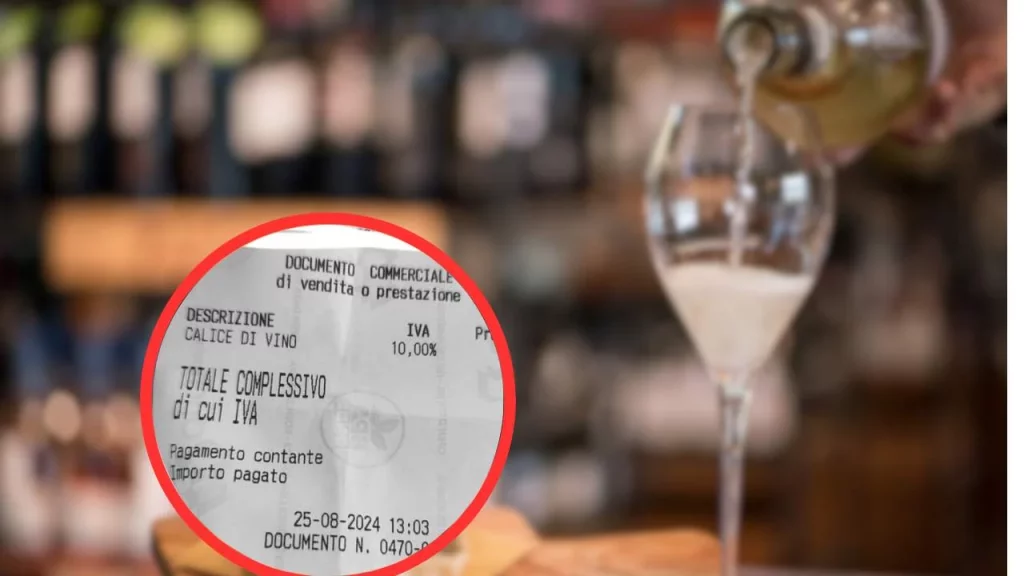 DOCUMENTO COMMERCIALE
di vendita o prestazione
DESCRIZIONE IVA
CALICE DI VINO 10,00%
TOTALE COMPLESSIVO
di cui IVA
Pagamento contante
Importo pagato
25-08-2024 13:03
DOCUMENTO N. 0470-